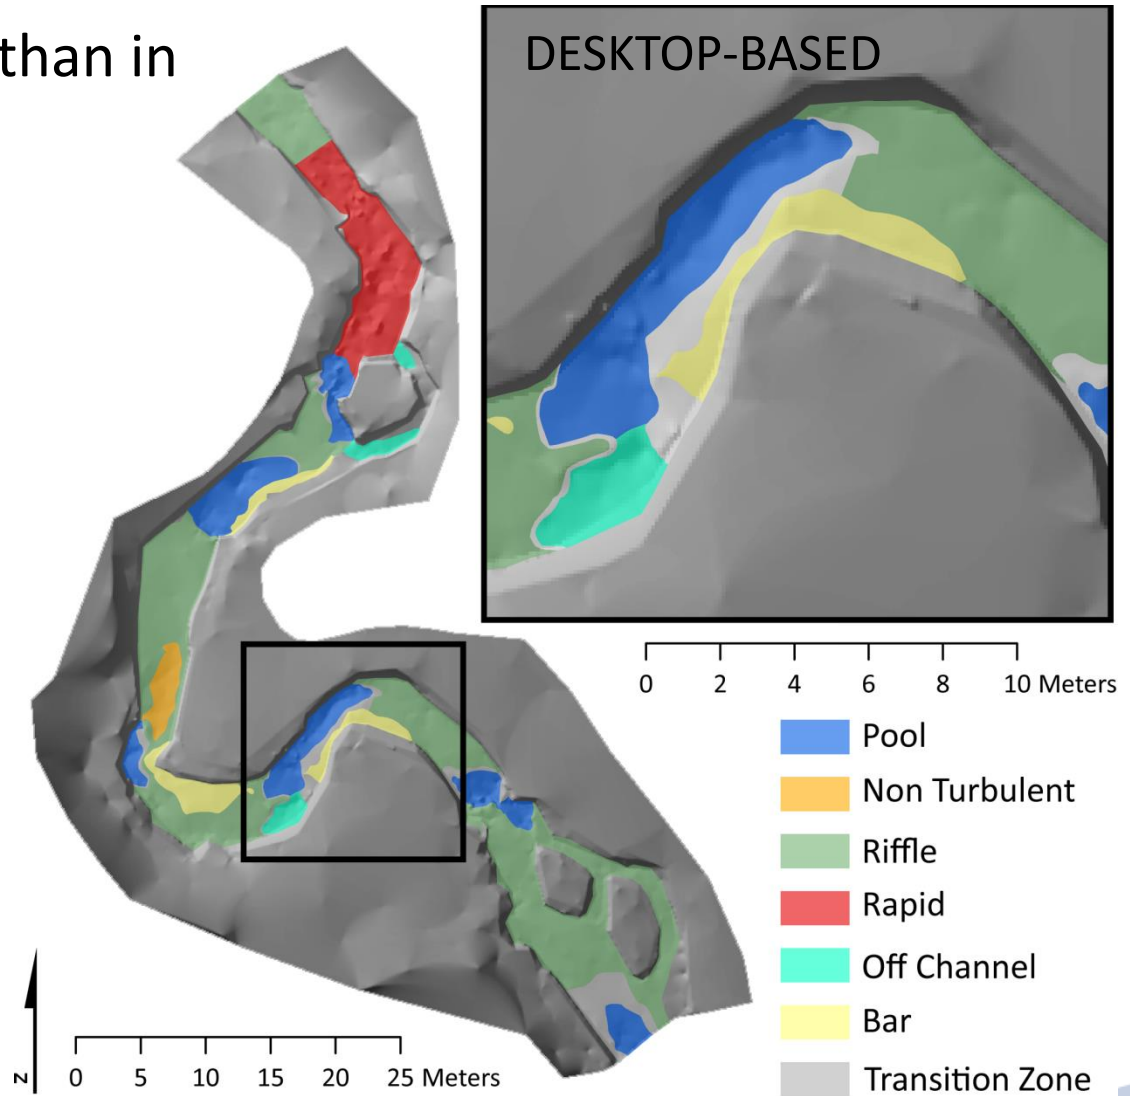 than in
DESKTOP-BASED
0 2 4 6 8 10 Meters
Pool
Non Turbulent
Riffle
Rapid
Off Channel
Bar
Transition Zone
N
0 5 10 15 20 25 Meters